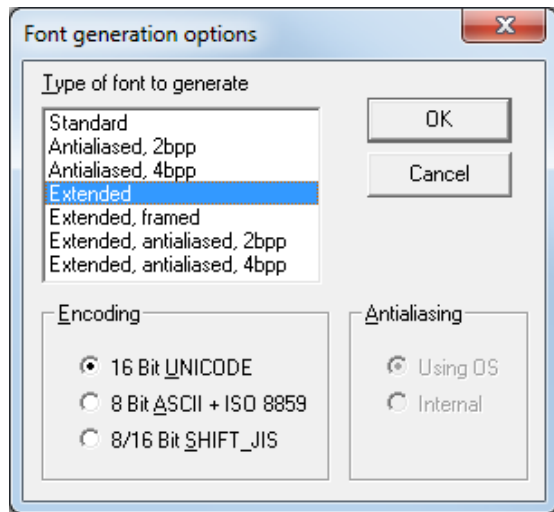 Font generation options
Type of font to generate
Standard
Antialiased, 2bpp
Antialiased, 4bpp
Extended
Extended, framed
Extended, antialiased, 2bpp
Extended, antialiased, 4bpp
OK
Cancel
Encoding
16 Bit UNICODE
8 Bit ASCII + ISO 8859
8/16 Bit SHIFT_JIS
Antialiasing
Using OS
Internal